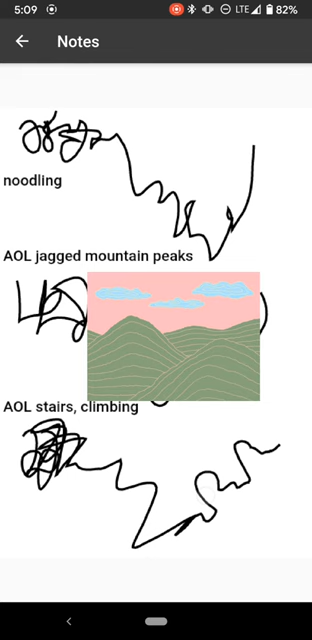 5:09 LTE 82%
Notes
noodling
AOL jagged mountain peaks
AOL stairs, climbing